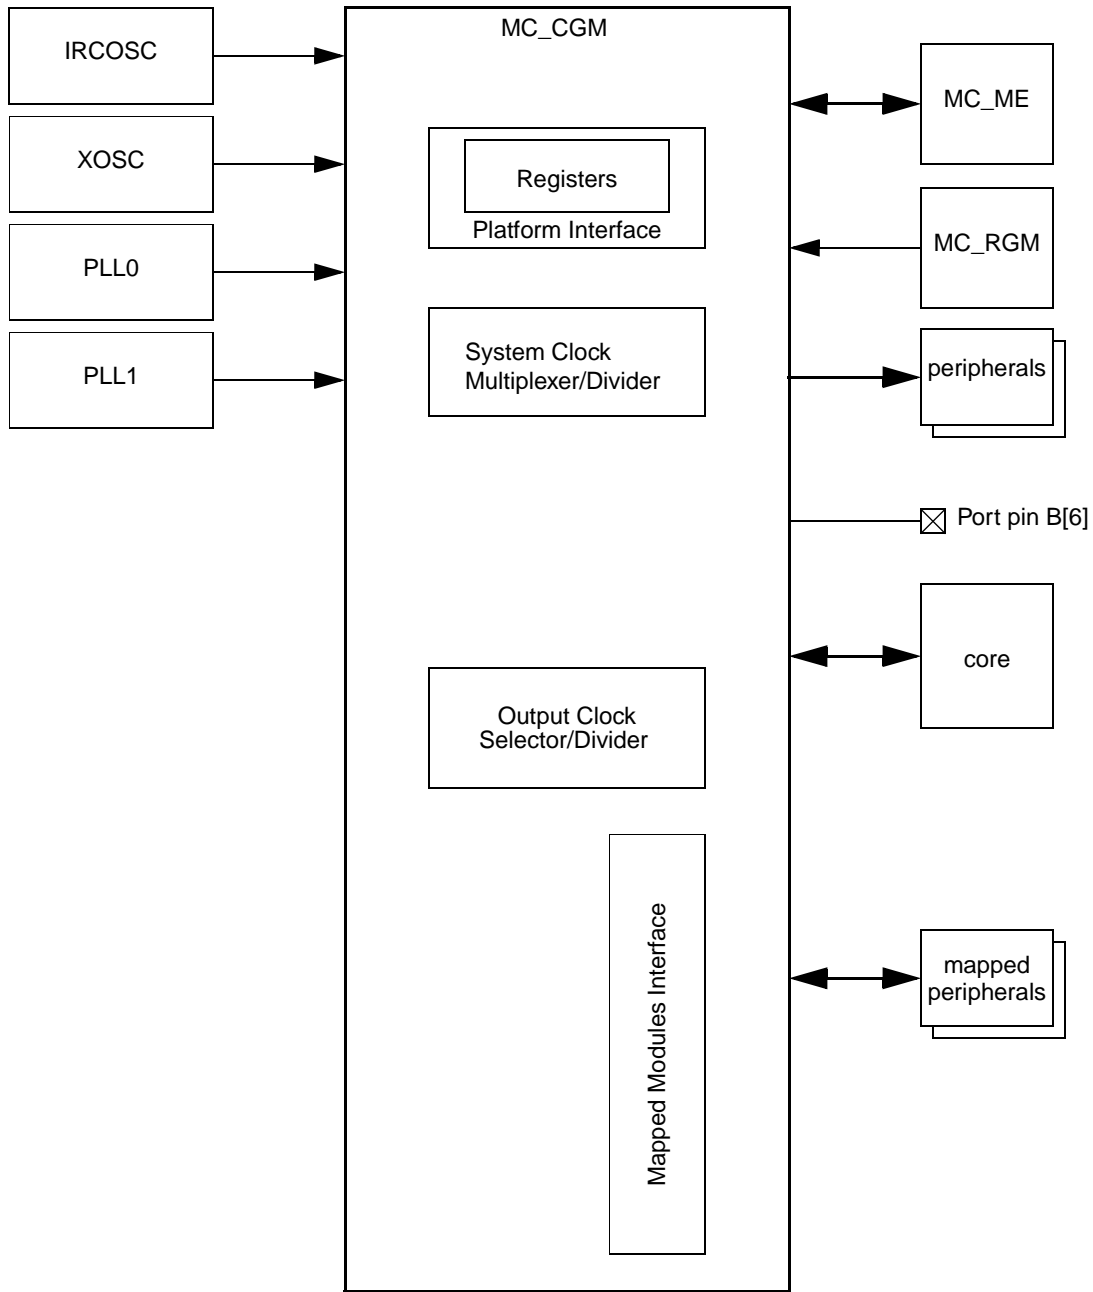 IRCOSC
XOSC
PLL0
PLL1
MC_CGM
Registers
Platform Interface
System Clock
Multiplexer/Divider
Output Clock
Selector/Divider
Mapped Modules Interface
MC_ME
MC_RGM
peripherals
Port pin B[6]
core
mapped
peripherals